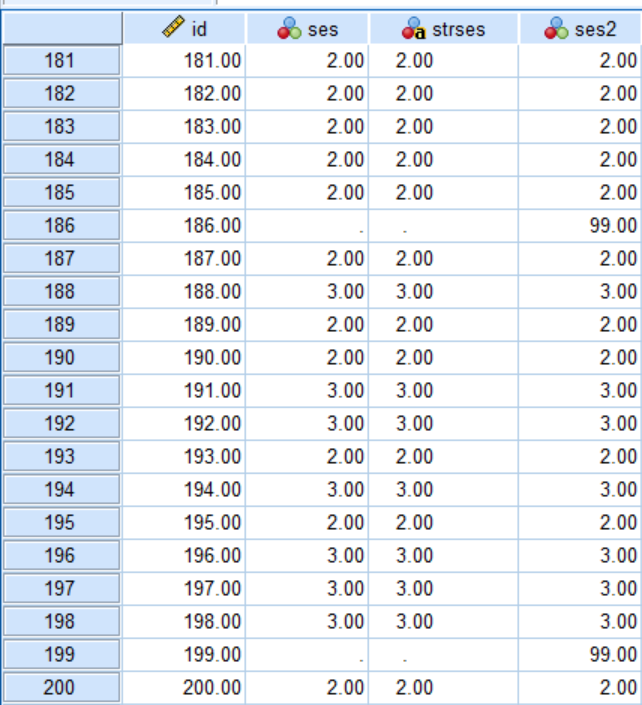 id ses strses ses2
181 181.00 2.00 2.00 2.00
182 182.00 2.00 2.00 2.00
183 183.00 2.00 2.00 2.00
184 184.00 2.00 2.00 2.00
185 185.00 2.00 2.00 2.00
186 186.00 . . 99.00
187 187.00 2.00 2.00 2.00
188 188.00 3.00 3.00 3.00
189 189.00 2.00 2.00 2.00
190 190.00 2.00 2.00 2.00
191 191.00 3.00 3.00 3.00
192 192.00 3.00 3.00 3.00
193 193.00 2.00 2.00 2.00
194 194.00 3.00 3.00 3.00
195 195.00 2.00 2.00 2.00
196 196.00 3.00 3.00 3.00
197 197.00 3.00 3.00 3.00
198 198.00 3.00 3.00 3.00
199 199.00 . . 99.00
200 200.00 2.00 2.00 2.00